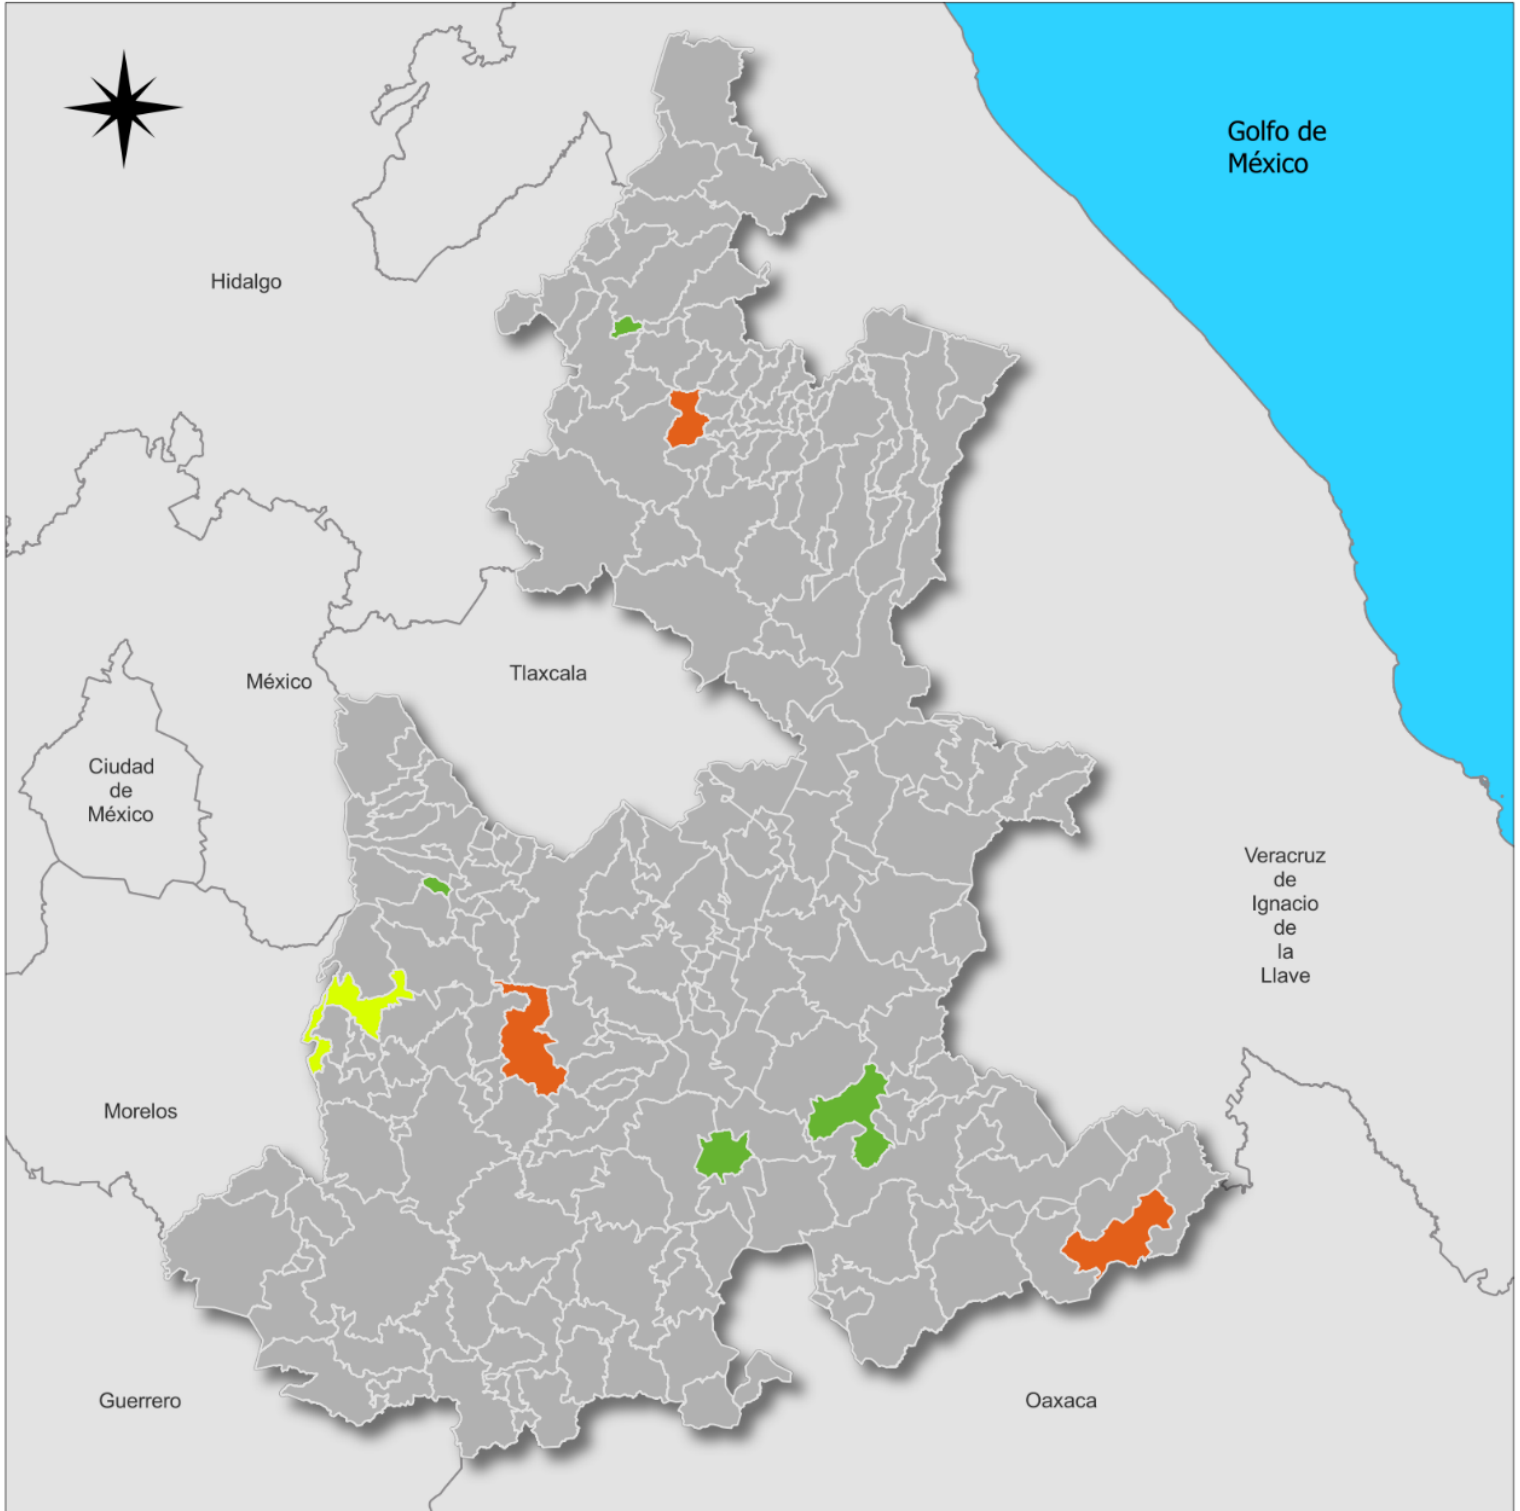 Golfo de
México
Hidalgo
México
Tlaxcala
Ciudad
de
México
Veracruz
de
Ignacio
de
la
Llave
Morelos
Guerrero
Oaxaca